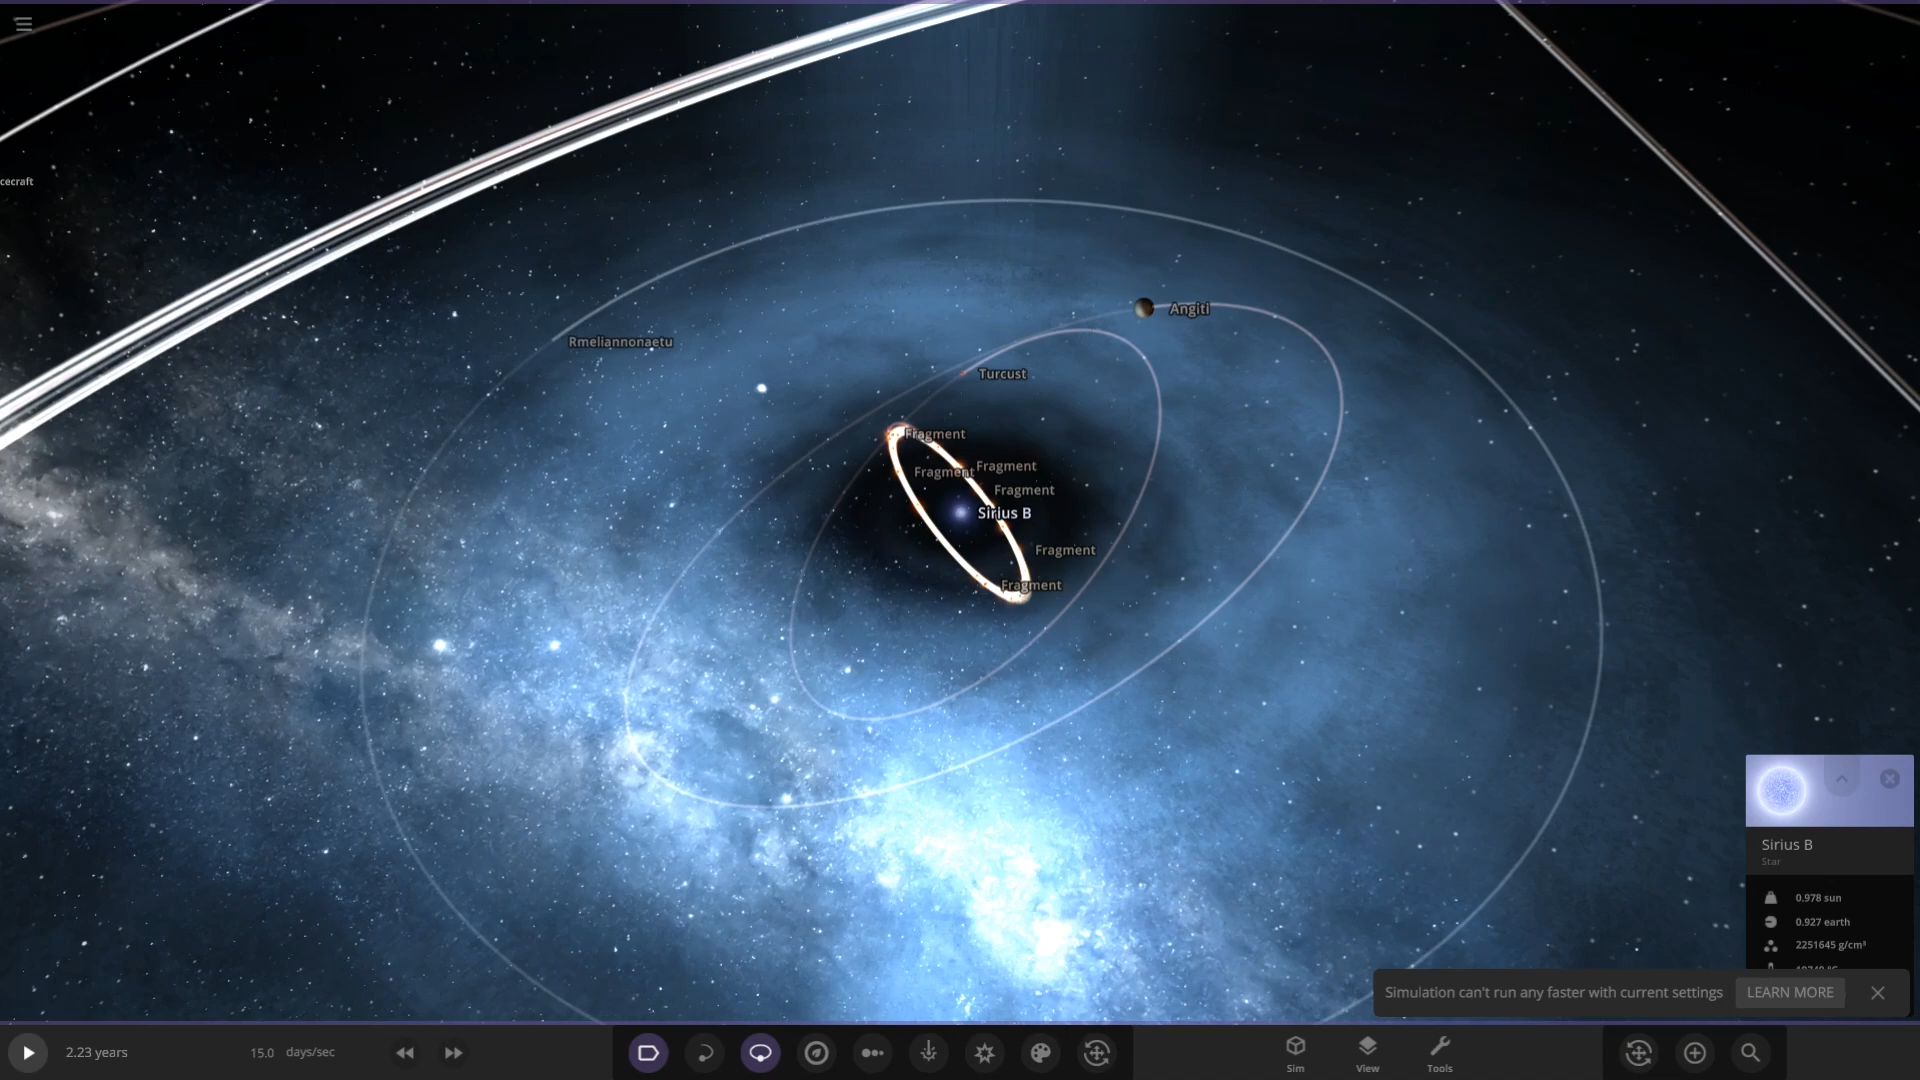 cecraft
Angiti
Rmeliannonaetu
Turcust
Fragment
Fragment
Fragment
Fragment
Sirius B
Fragment
Fragment
Sirius B
Star
0.978 sun
0.927 earth
2251645 g/cm³
Simulation can't run any faster with current settings LEARN MORE
2.23 years 15.0 days/sec
Sim View Tools